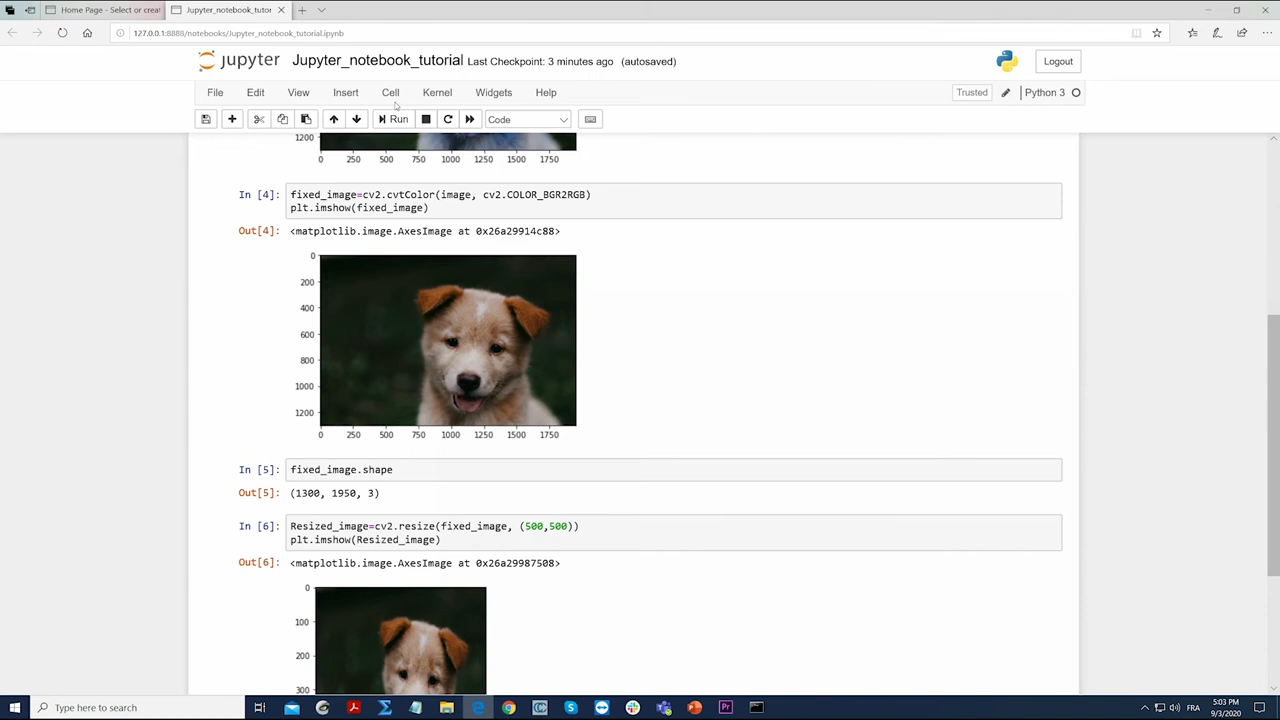 Home Page - Select or creat
Jupyter_notebook_tutor
127.0.0.1:8888/notebooks/Jupyter_notebook_tutorial.ipynb
jupyter Jupyter_notebook_tutorial Last Checkpoint: 3 minutes ago (autosaved)
Logout
File Edit View Insert Cell Kernel Widgets Help
Trusted Python 3
Run Code
1200
0 250 500 750 1000 1250 1500 1750
In [4]: fixed_image=cv2.cvtColor(image, cv2.COLOR_BGR2RGB)
plt.imshow(fixed_image)
Out[4]: <matplotlib.image.AxesImage at 0x26a29914c88>
0
200
400
600
800
1000
1200
0 250 500 750 1000 1250 1500 1750
In [5]: fixed_image.shape
Out[5]: (1300, 1950, 3)
In [6]: Resized_image=cv2.resize(fixed_image, (500,500))
plt.imshow(Resized_image)
Out[6]: <matplotlib.image.AxesImage at 0x26a29987508>
0
100
200
300
Type here to search
FRA
5:03 PM
9/3/2020